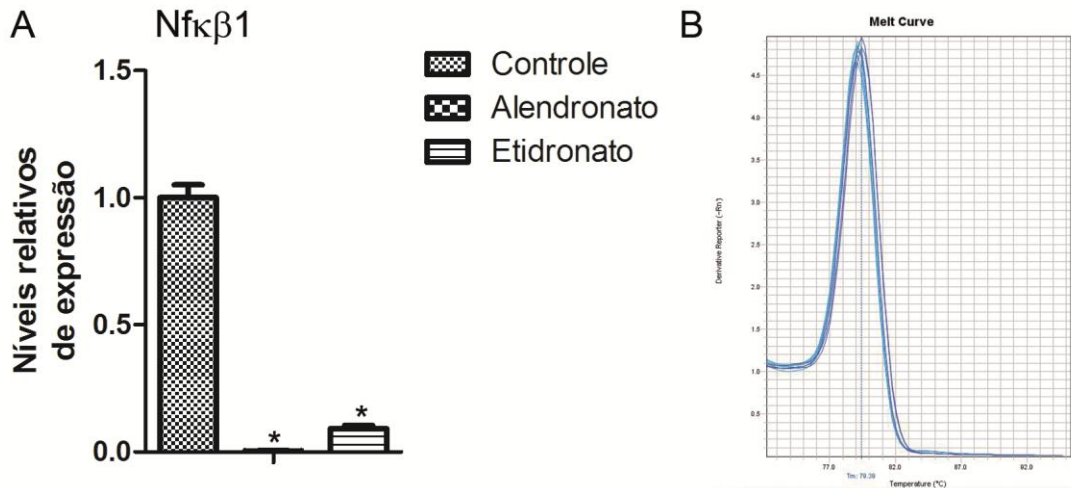 A
Nfκβ1
1.5
1.0
0.5
0.0
Níveis relativos
de expressão
*
*
Controle
Alendronato
Etidronato
B
Melt Curve
4.5
4.0
3.5
3.0
2.5
2.0
1.5
1.0
0.5
Derivative Reporter (-Rn')
77.0
82.0
87.0
92.0
Tm: 79.39
Temperature (°C)